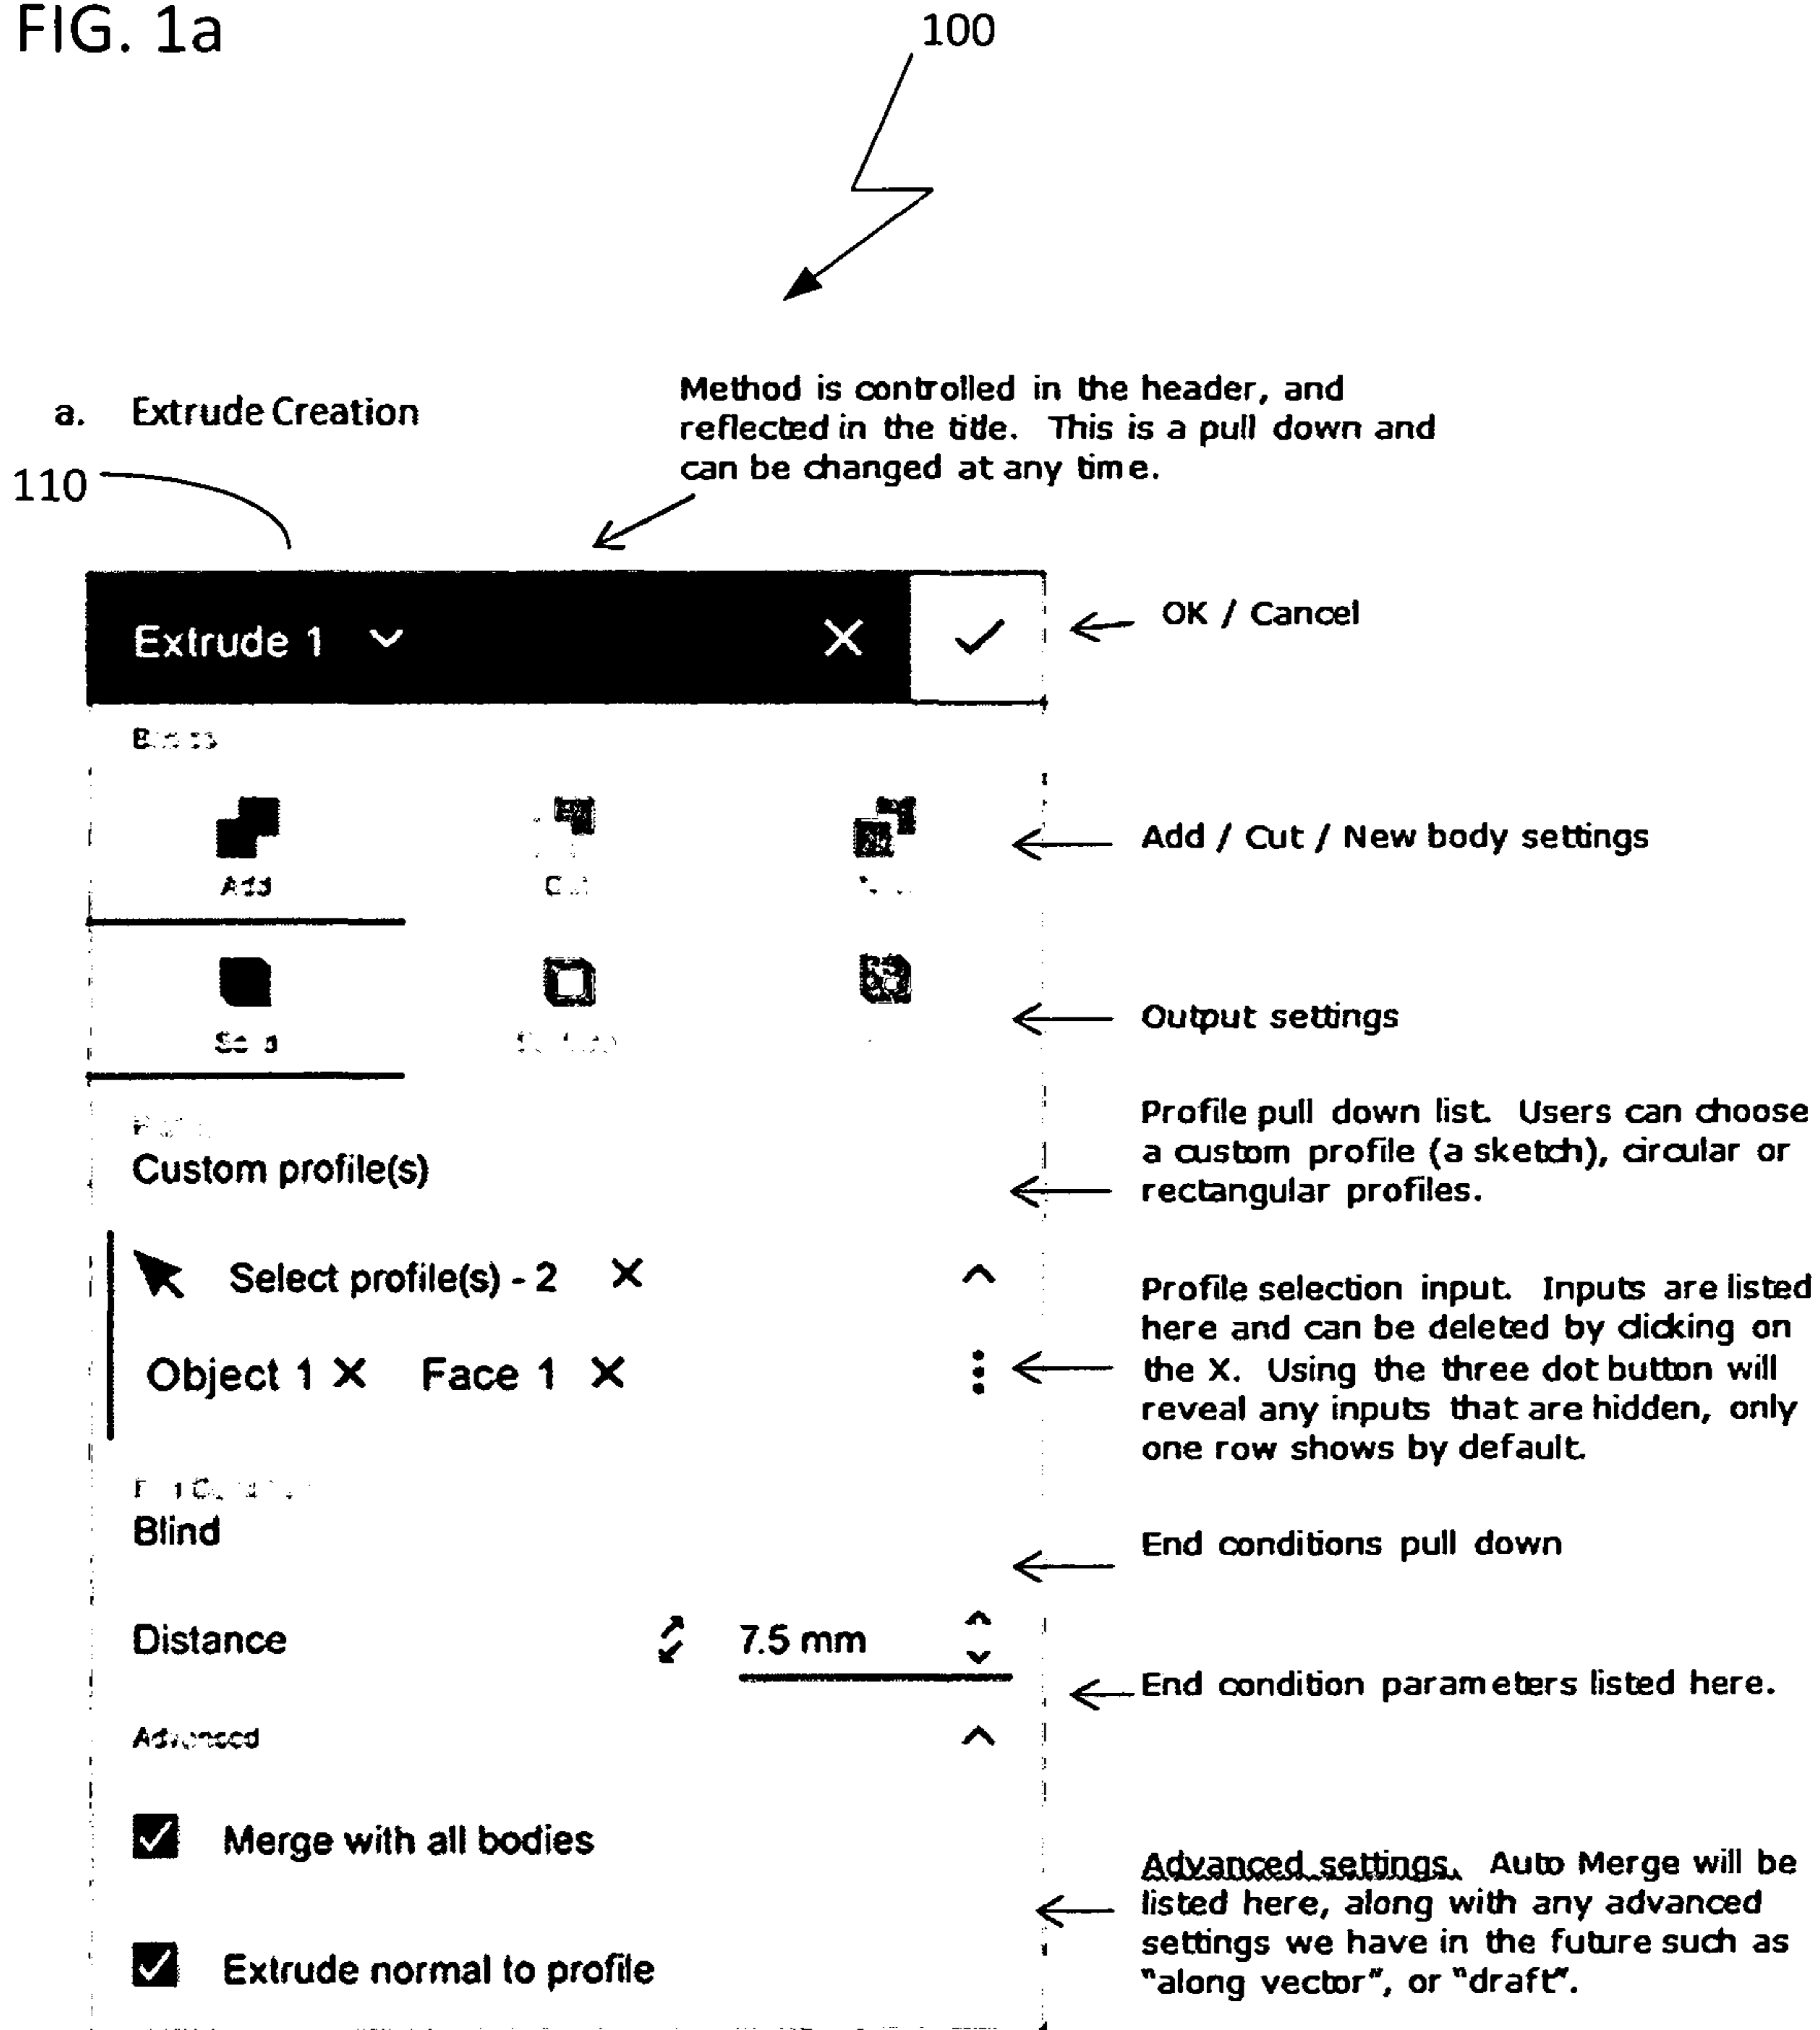 FIG. 1a
100
a. Extrude Creation
Method is controlled in the header, and
reflected in the title. This is a pull down and
can be changed at any time.
110
Extrude 1
OK / Cancel
Add / Cut / New body settings
Add
Output settings
Solid
Profile pull down list. Users can choose
a custom profile (a sketch), circular or
rectangular profiles.
Custom profile(s)
Select profile(s) - 2
Object 1 Face 1
Profile selection input. Inputs are listed
here and can be deleted by clicking on
the X. Using the three dot button will
reveal any inputs that are hidden, only
one row shows by default.
Blind
End conditions pull down
Distance 7.5 mm
End condition parameters listed here.
Advanced
Merge with all bodies
Extrude normal to profile
Advanced settings. Auto Merge will be
listed here, along with any advanced
settings we have in the future such as
"along vector", or "draft".